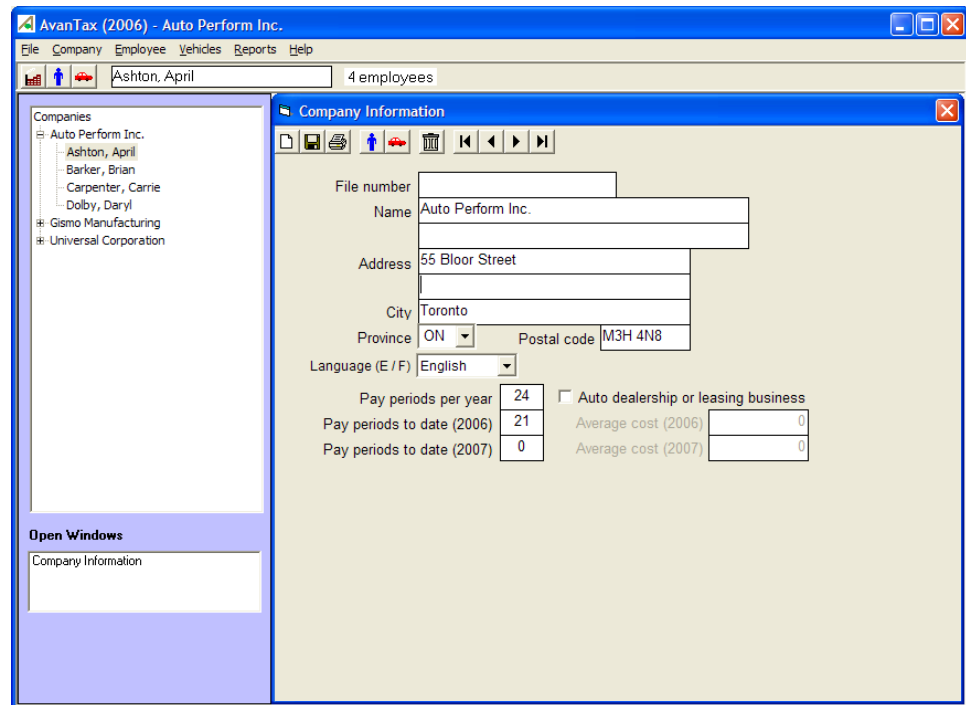 AvanTax (2006) - Auto Perform Inc.
File Company Employee Vehicles Reports Help
Ashton, April 4 employees
Companies
Auto Perform Inc.
Ashton, April
Barker, Brian
Carpenter, Carrie
Dolby, Daryl
Gismo Manufacturing
Universal Corporation
Open Windows
Company Information
Company Information
File number
Name Auto Perform Inc.
Address 55 Bloor Street
City Toronto
Province ON Postal code M3H 4N8
Language (E / F) English
Pay periods per year 24 Auto dealership or leasing business
Pay periods to date (2006) 21 Average cost (2006) 0
Pay periods to date (2007) 0 Average cost (2007) 0